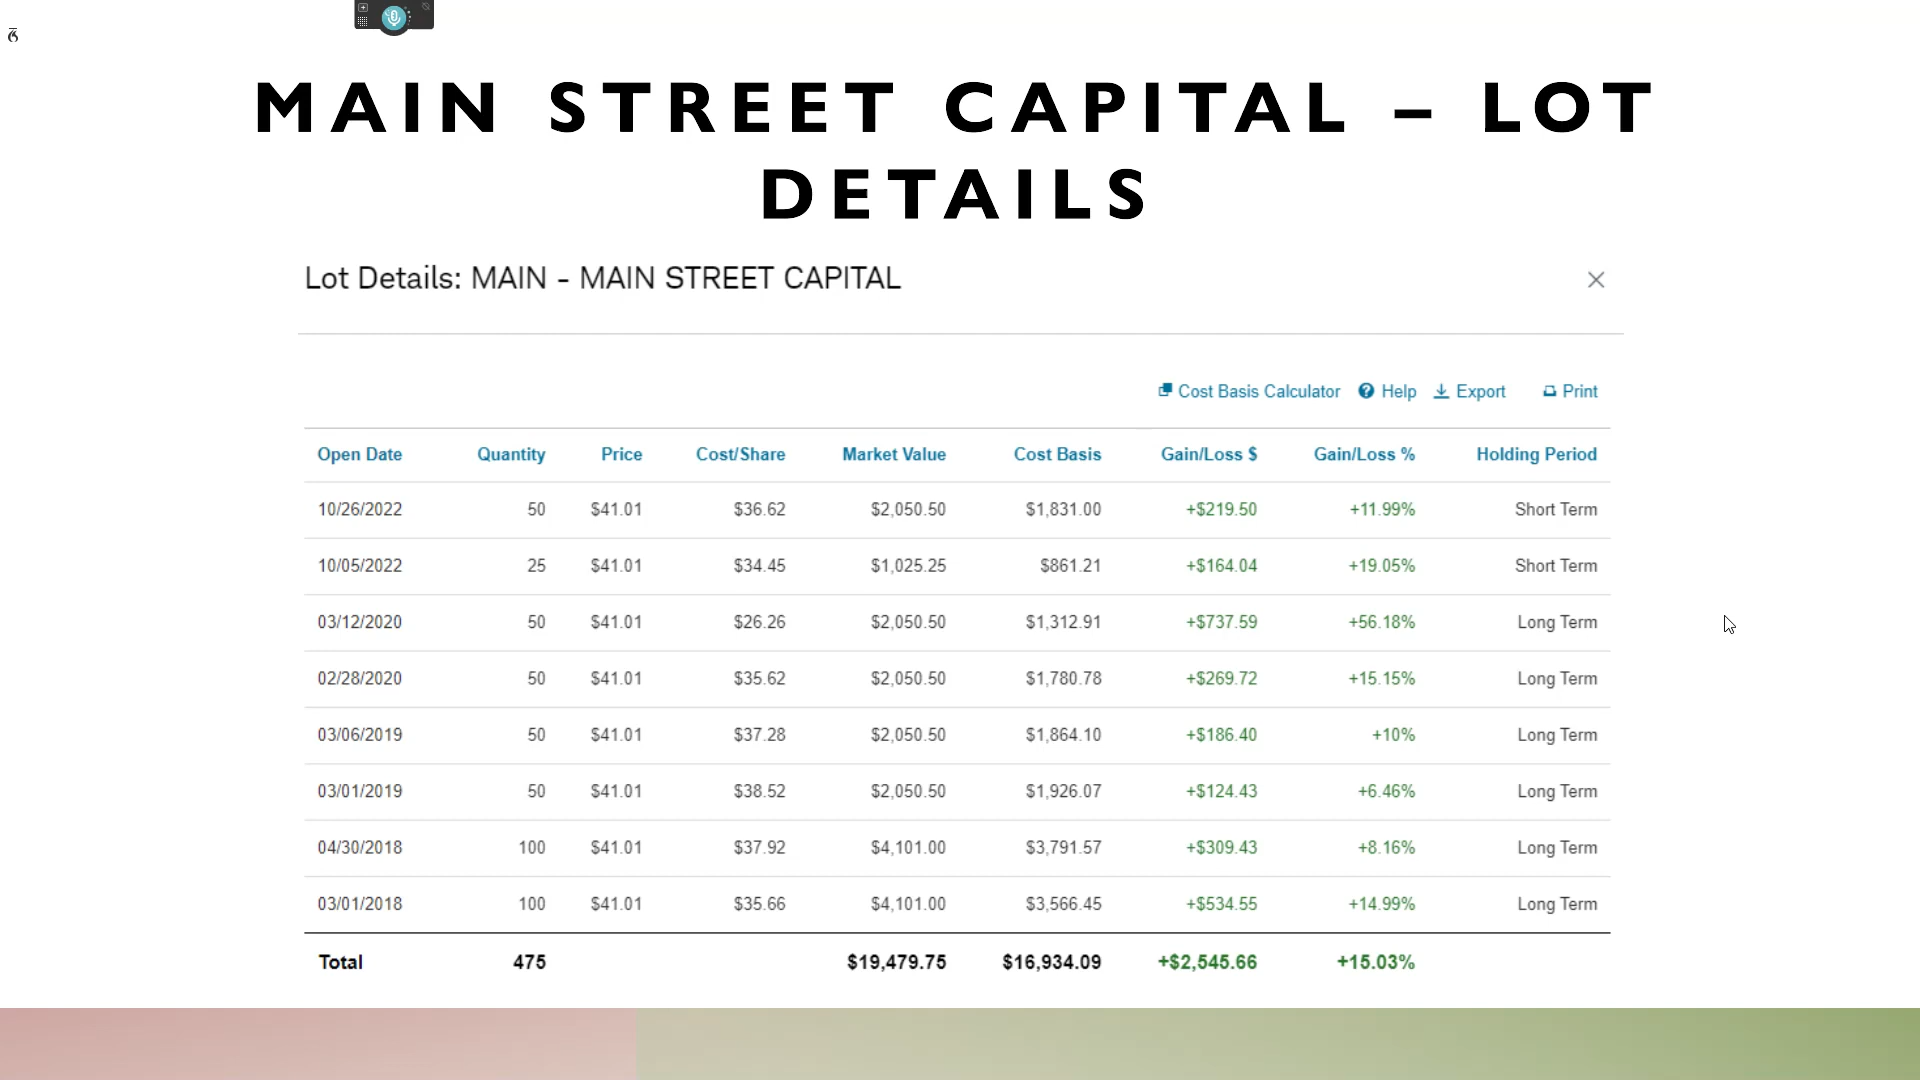 MAIN STREET CAPITAL – LOT
DETAILS
Lot Details: MAIN - MAIN STREET CAPITAL
Cost Basis Calculator Help Export Print
Open Date Quantity Price Cost/Share Market Value Cost Basis Gain/Loss $ Gain/Loss % Holding Period
10/26/2022 50 $41.01 $36.62 $2,050.50 $1,831.00 +$219.50 +11.99% Short Term
10/05/2022 25 $41.01 $34.45 $1,025.25 $861.21 +$164.04 +19.05% Short Term
03/12/2020 50 $41.01 $26.26 $2,050.50 $1,312.91 +$737.59 +56.18% Long Term
02/28/2020 50 $41.01 $35.62 $2,050.50 $1,780.78 +$269.72 +15.15% Long Term
03/06/2019 50 $41.01 $37.28 $2,050.50 $1,864.10 +$186.40 +10% Long Term
03/01/2019 50 $41.01 $38.52 $2,050.50 $1,926.07 +$124.43 +6.46% Long Term
04/30/2018 100 $41.01 $37.92 $4,101.00 $3,791.57 +$309.43 +8.16% Long Term
03/01/2018 100 $41.01 $35.66 $4,101.00 $3,566.45 +$534.55 +14.99% Long Term
Total 475 $19,479.75 $16,934.09 +$2,545.66 +15.03%